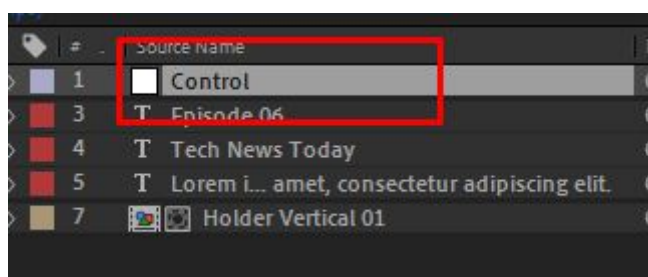 # . Source Name
1 Control
3 T Episode 06
4 T Tech News Today
5 T Lorem i... amet, consectetur adipiscing elit.
7 Holder Vertical 01